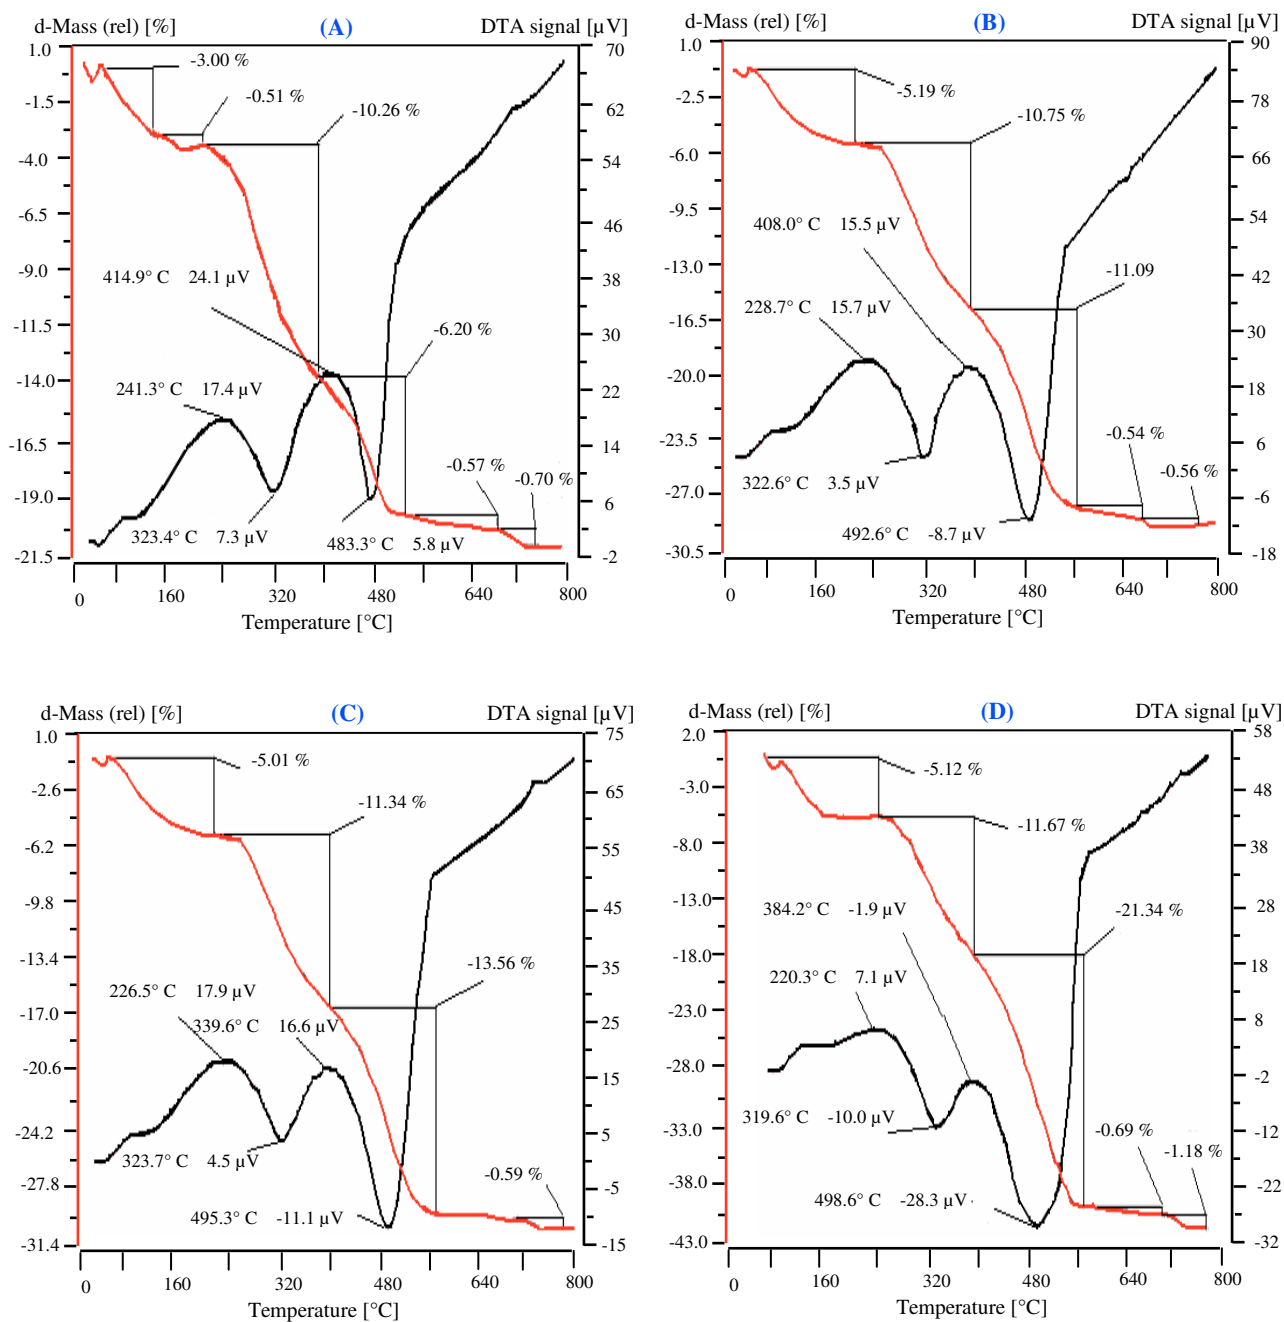 d-Mass (rel) [%] (A) DTA signal [µV]
1.0 70
-3.00 %
-0.51 %
-1.5 62
-10.26 %
-4.0 54
-6.5 46
-9.0 38
414.9° C 24.1 µV
-11.5 30
-6.20 %
-14.0 22
241.3° C 17.4 µV
-16.5 14
-0.57 %
-0.70 %
-19.0 6
323.4° C 7.3 µV 483.3° C 5.8 µV
-21.5 -2
0 160 320 480 640 800
Temperature [°C]
d-Mass (rel) [%] (B) DTA signal [µV]
1.0 90
-5.19 %
-2.5 78
-10.75 %
-6.0 66
-9.5 54
408.0° C 15.5 µV
-13.0 42
-11.09
228.7° C 15.7 µV
-16.5 30
-20.0 18
-0.54 %
-23.5 6
-0.56 %
322.6° C 3.5 µV
-27.0 -6
492.6° C -8.7 µV
-30.5 -18
0 160 320 480 640 800
Temperature [°C]
d-Mass (rel) [%] (C) DTA signal [µV]
1.0 75
-5.01 %
-2.6 65
-11.34 %
-6.2 55
-9.8 45
-13.4 35
-13.56 %
226.5° C 17.9 µV
-17.0 25
339.6° C 16.6 µV
-20.6 15
-24.2 5
323.7° C 4.5 µV
-0.59 %
-27.8 -5
495.3° C -11.1 µV
-31.4 -15
0 160 320 480 640 800
Temperature [°C]
d-Mass (rel) [%] (D) DTA signal [µV]
2.0 58
-5.12 %
-3.0 48
-11.67 %
-8.0 38
-13.0 28
384.2° C -1.9 µV
-21.34 %
-18.0 18
220.3° C 7.1 µV
-23.0 8
-28.0 -2
319.6° C -10.0 µV
-33.0 -12
-0.69 %
-1.18 %
-38.0 -22
498.6° C -28.3 µV
-43.0 -32
0 160 320 480 640 800
Temperature [°C]